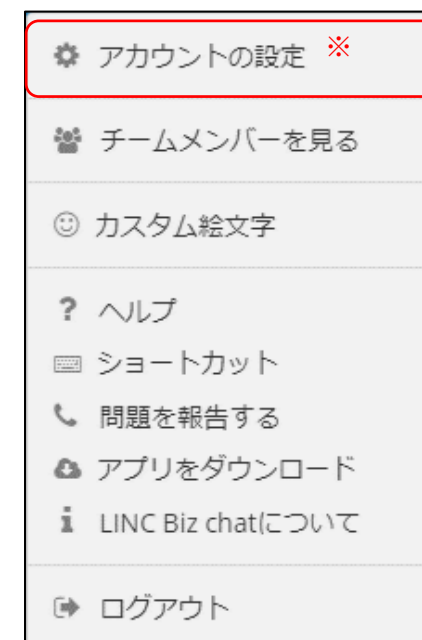 アカウントの設定 ※
チームメンバーを見る
カスタム絵文字
? ヘルプ
ショートカット
問題を報告する
アプリをダウンロード
i LINC Biz chatについて
ログアウト